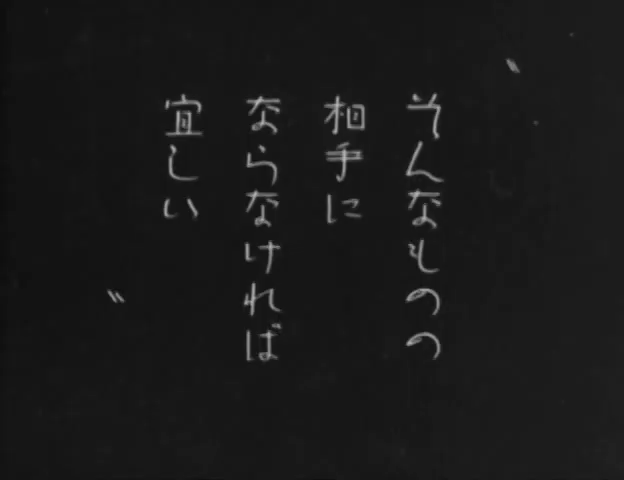 〝そんなものの
相手に
ならなければ
宜しい〟